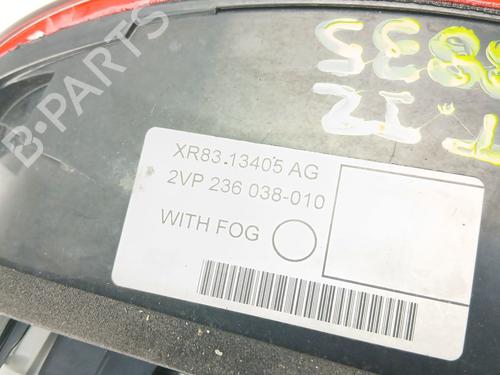 B-PARTS
XR83.13405 AG
2VP 236 038-010
WITH FOG